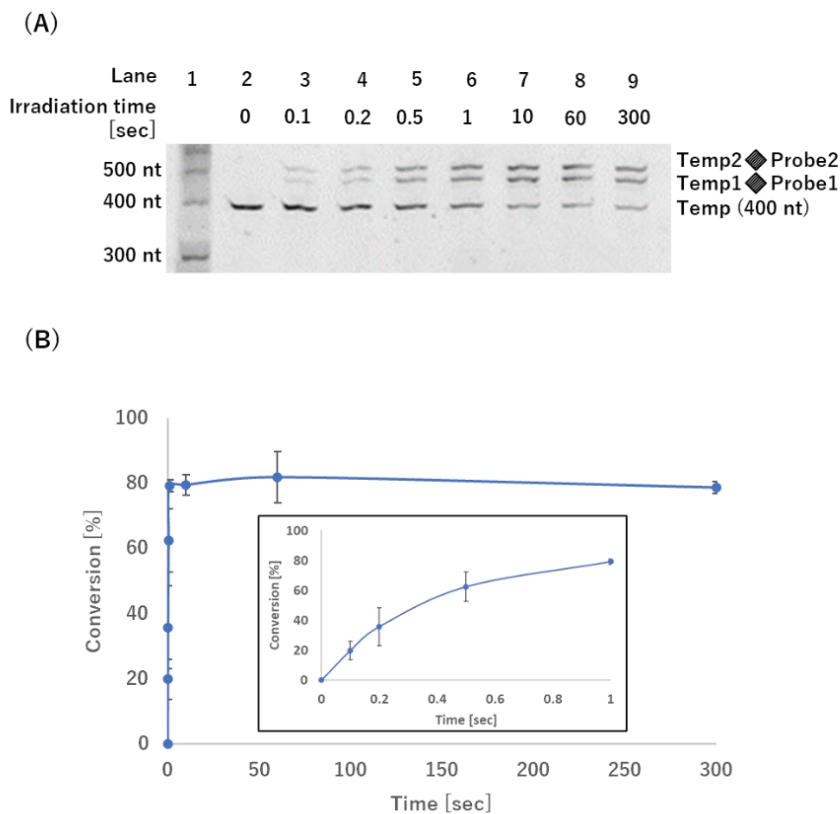 (A)
Lane 1 2 3 4 5 6 7 8 9
Irradiation time [sec] 0 0.1 0.2 0.5 1 10 60 300
500 nt
400 nt
300 nt
Temp2◆Probe2
Temp1◆Probe1
Temp (400 nt)
(B)
Conversion [%]
100
80
60
40
20
0
0 50 100 150 200 250 300
Time [sec]
Conversion [%]
100
80
60
40
20
0
0 0.2 0.4 0.6 0.8 1
Time [sec]